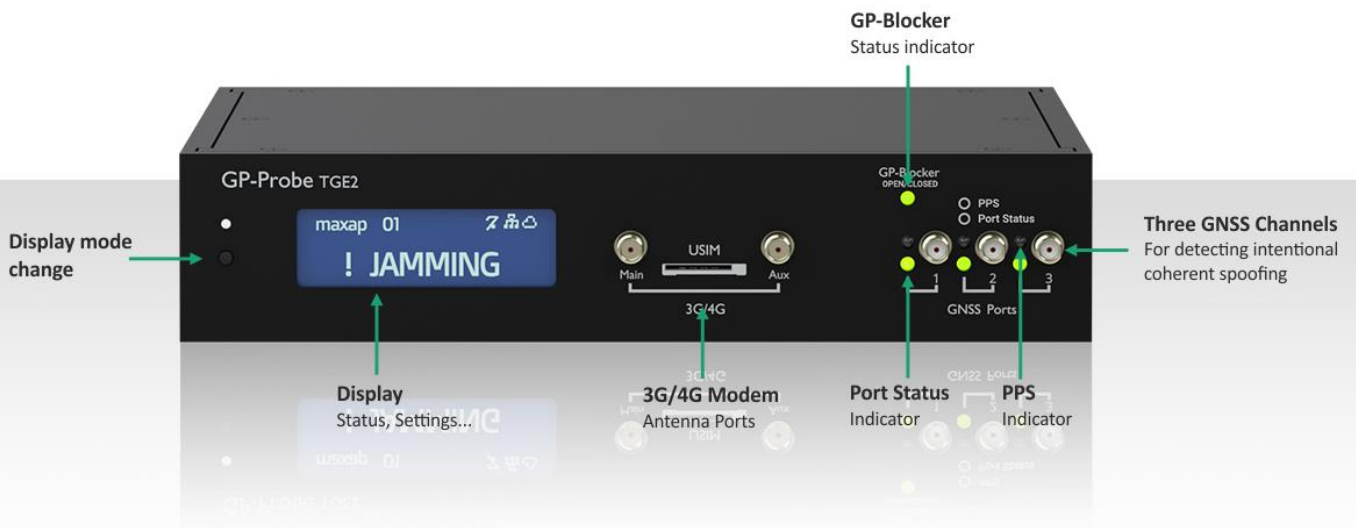 GP-Blocker
Status indicator
GP-Probe TGE2
GP-Blocker
OPEN/CLOSED
PPS
Port Status
maxap 01
! JAMMING
USIM
Main
Aux
3G/4G
1
2
3
GNSS Ports
Display mode
change
Three GNSS Channels
For detecting intentional
coherent spoofing
Display
Status, Settings...
3G/4G Modem
Antenna Ports
Port Status
Indicator
PPS
Indicator